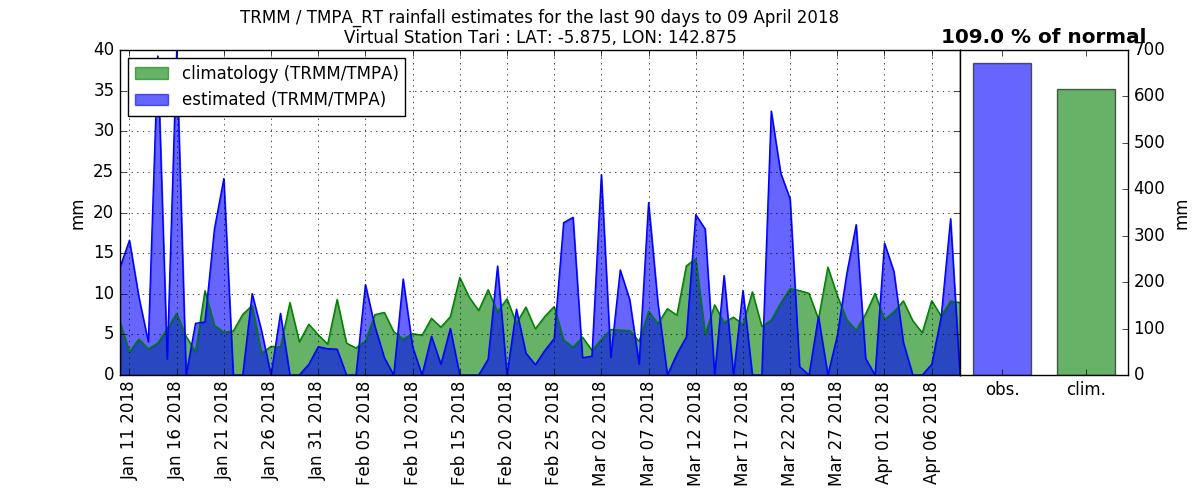 TRMM / TMPA_RT rainfall estimates for the last 90 days to 09 April 2018
Virtual Station Tari : LAT: -5.875, LON: 142.875
109.0 % of normal
climatology (TRMM/TMPA)
estimated (TRMM/TMPA)
40
35
30
25
20
15
10
5
0
mm
Jan 11 2018
Jan 16 2018
Jan 21 2018
Jan 26 2018
Jan 31 2018
Feb 05 2018
Feb 10 2018
Feb 15 2018
Feb 20 2018
Feb 25 2018
Mar 02 2018
Mar 07 2018
Mar 12 2018
Mar 17 2018
Mar 22 2018
Mar 27 2018
Apr 01 2018
Apr 06 2018
obs.
clim.
700
600
500
400
300
200
100
0
mm